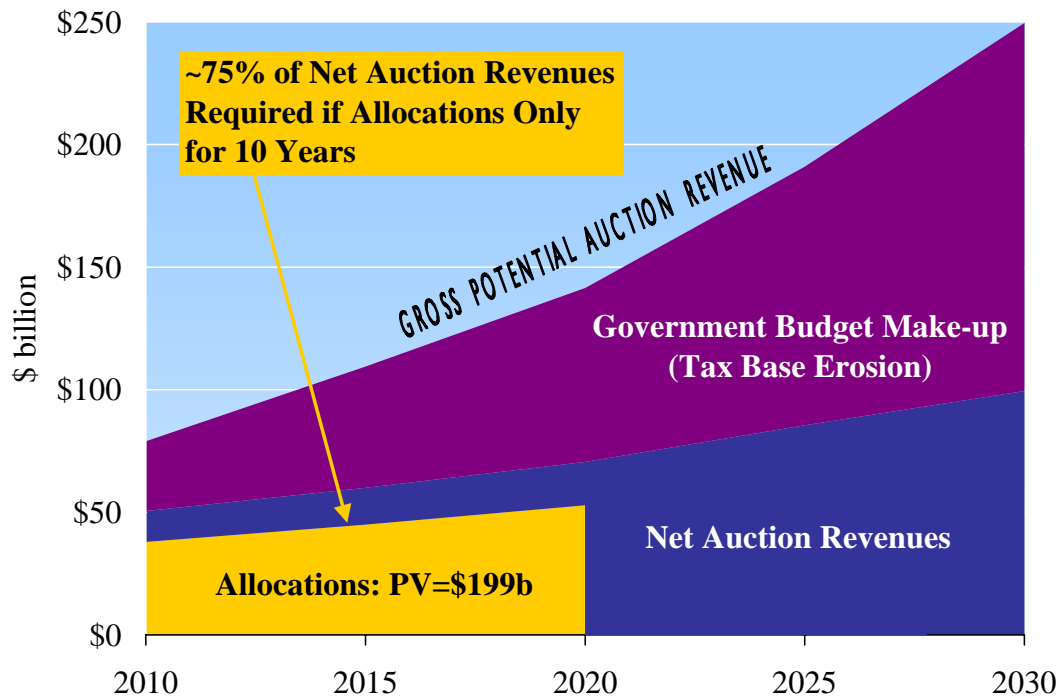 $250
~75% of Net Auction Revenues
Required if Allocations Only
for 10 Years
$200
GROSS POTENTIAL AUCTION REVENUE
$150
$ billion
Government Budget Make-up
(Tax Base Erosion)
$100
$50
Net Auction Revenues
Allocations: PV=$199b
$0
2010 2015 2020 2025 2030